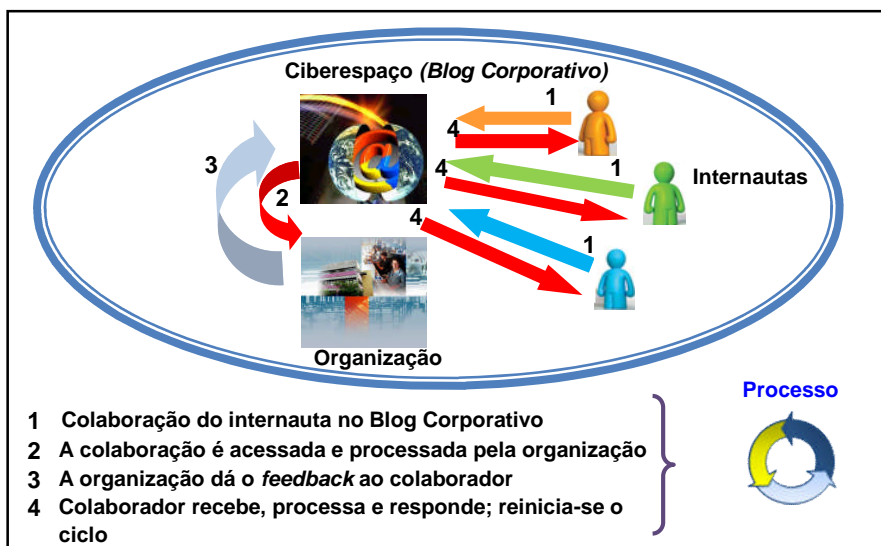 Ciberespaço (Blog Corporativo)
1
4
3
1
4
2
Internautas
4
1
Organização
Processo
1 Colaboração do internauta no Blog Corporativo
2 A colaboração é acessada e processada pela organização
3 A organização dá o feedback ao colaborador
4 Colaborador recebe, processa e responde; reinicia-se o
ciclo